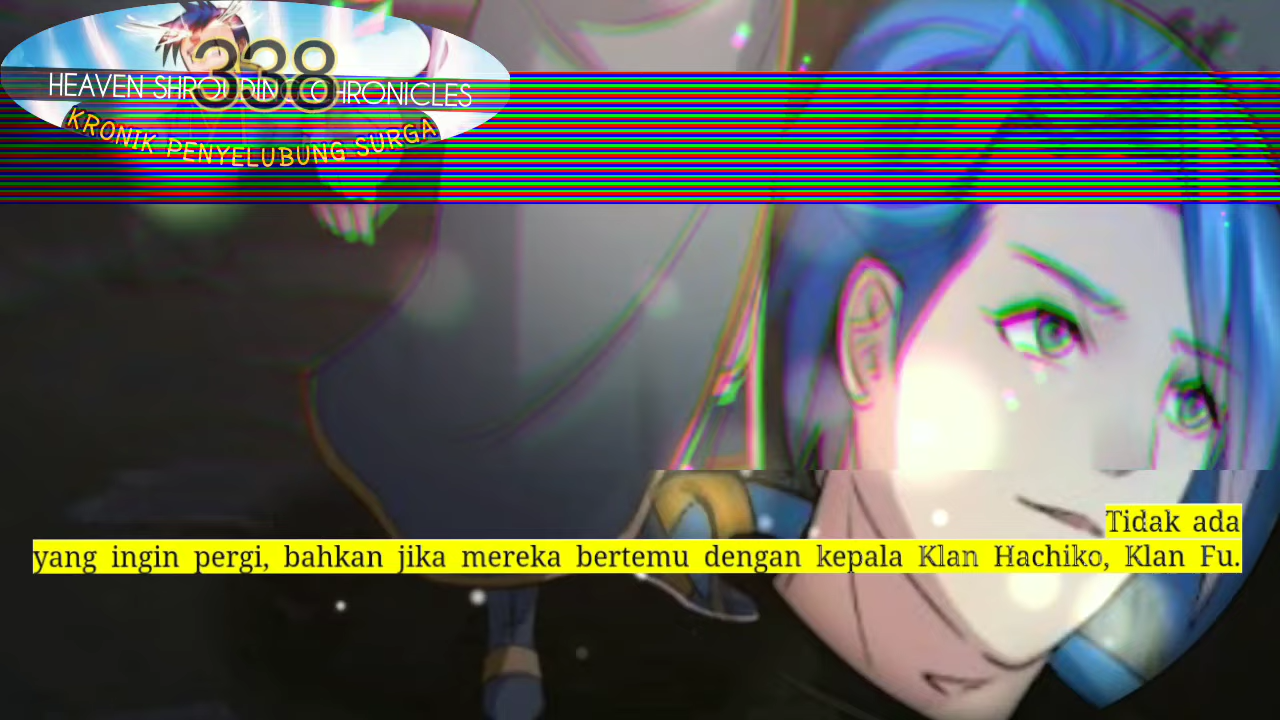 338
HEAVEN SHROUDING CHRONICLES
KRONIK PENYELUBUNG SURGA
Tidak ada
yang ingin pergi, bahkan jika mereka bertemu dengan kepala Klan Hachiko, Klan Fu.